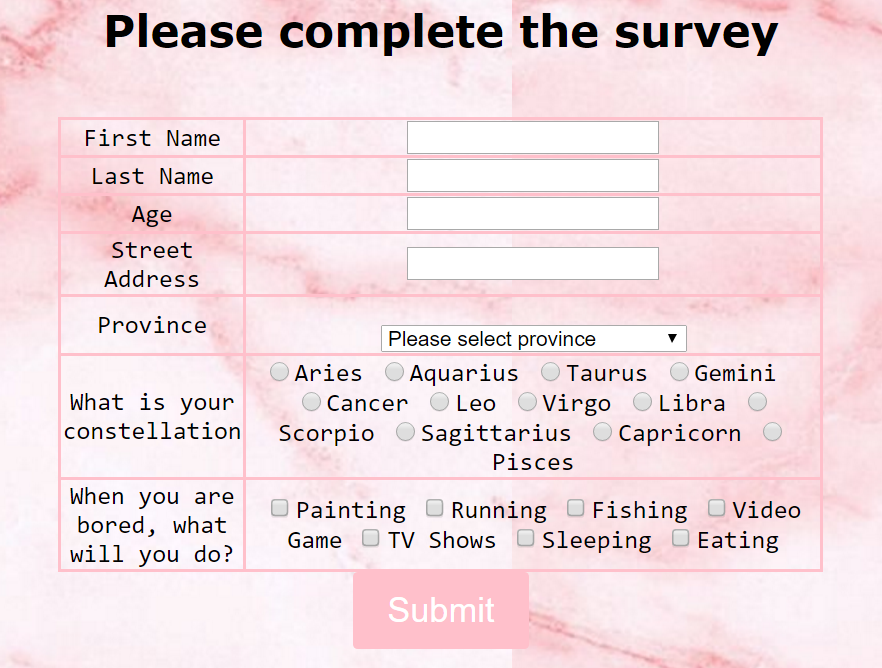 Please complete the survey
First Name
Last Name
Age
Street
Address
Province
Please select province
What is your
constellation
Aries Aquarius Taurus Gemini
Cancer Leo Virgo Libra
Scorpio Sagittarius Capricorn
Pisces
When you are
bored, what
will you do?
Painting Running Fishing Video
Game TV Shows Sleeping Eating
Submit